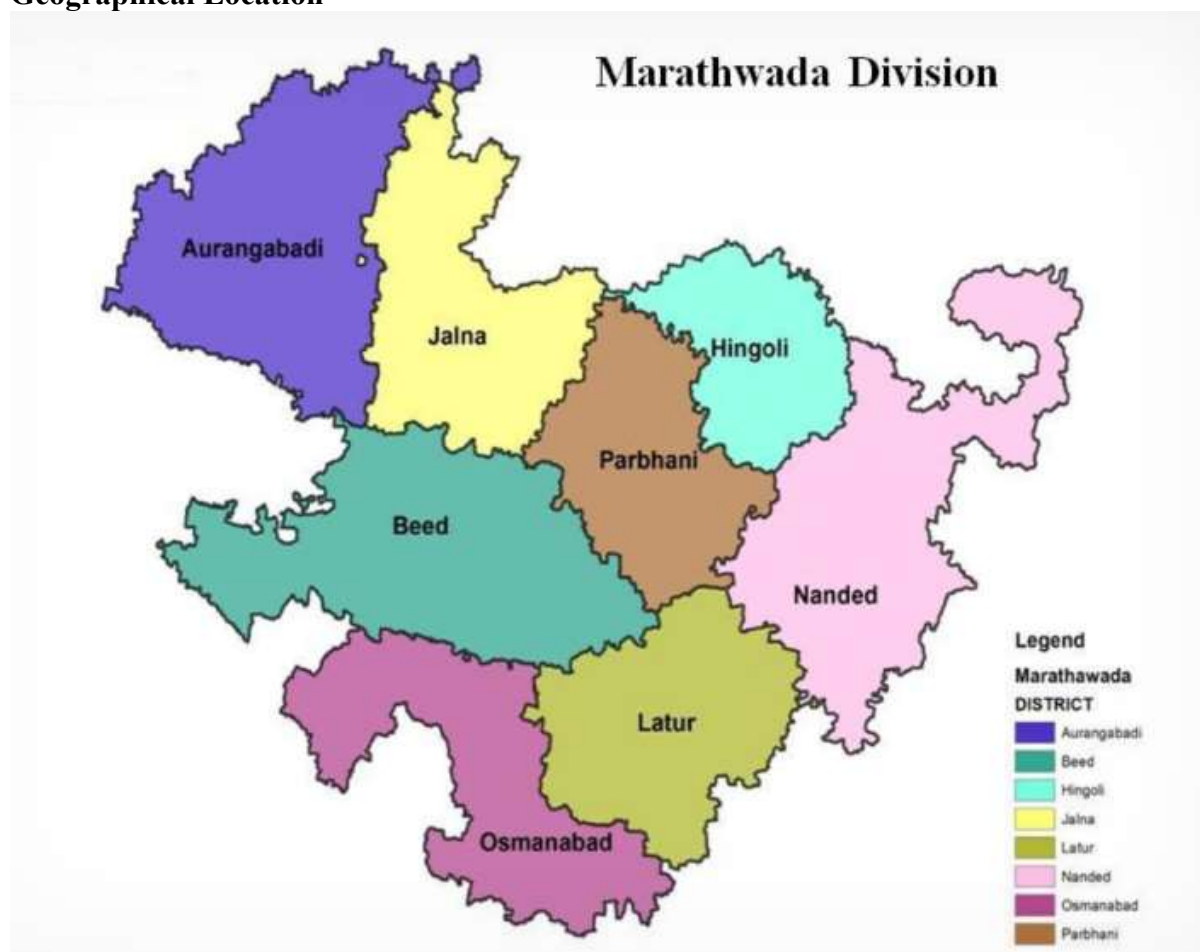 Geographical Location
Marathwada Division
Aurangabadi
Jalna
Hingoli
Parbhani
Beed
Nanded
Latur
Osmanabad
Legend
Marathawada
DISTRICT
Aurangabadi
Beed
Hingoli
Jalna
Latur
Nanded
Osmanabad
Parbhani